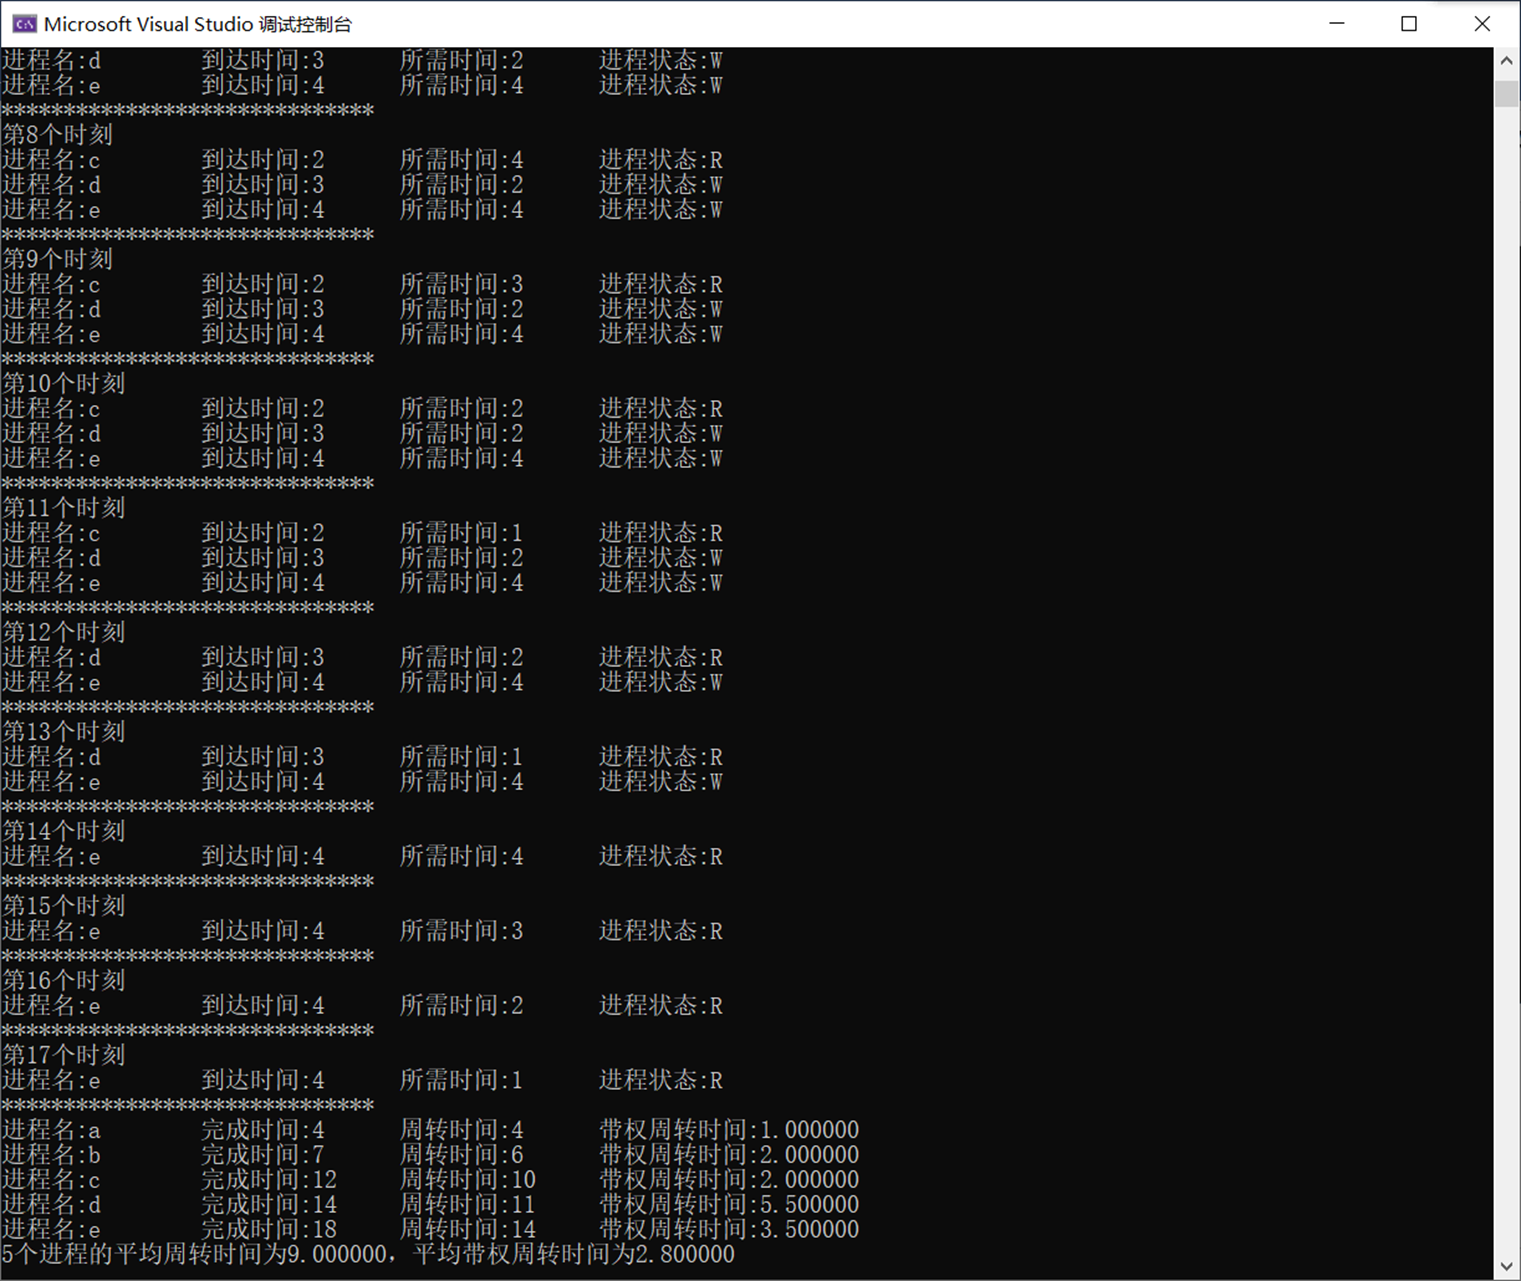 Microsoft Visual Studio 调试控制台
进程名:d 到达时间:3 所需时间:2 进程状态:W
进程名:e 到达时间:4 所需时间:4 进程状态:W
******************************
第8个时刻
进程名:c 到达时间:2 所需时间:4 进程状态:R
进程名:d 到达时间:3 所需时间:2 进程状态:W
进程名:e 到达时间:4 所需时间:4 进程状态:W
******************************
第9个时刻
进程名:c 到达时间:2 所需时间:3 进程状态:R
进程名:d 到达时间:3 所需时间:2 进程状态:W
进程名:e 到达时间:4 所需时间:4 进程状态:W
******************************
第10个时刻
进程名:c 到达时间:2 所需时间:2 进程状态:R
进程名:d 到达时间:3 所需时间:2 进程状态:W
进程名:e 到达时间:4 所需时间:4 进程状态:W
******************************
第11个时刻
进程名:c 到达时间:2 所需时间:1 进程状态:R
进程名:d 到达时间:3 所需时间:2 进程状态:W
进程名:e 到达时间:4 所需时间:4 进程状态:W
******************************
第12个时刻
进程名:d 到达时间:3 所需时间:2 进程状态:R
进程名:e 到达时间:4 所需时间:4 进程状态:W
******************************
第13个时刻
进程名:d 到达时间:3 所需时间:1 进程状态:R
进程名:e 到达时间:4 所需时间:4 进程状态:W
******************************
第14个时刻
进程名:e 到达时间:4 所需时间:4 进程状态:R
******************************
第15个时刻
进程名:e 到达时间:4 所需时间:3 进程状态:R
******************************
第16个时刻
进程名:e 到达时间:4 所需时间:2 进程状态:R
******************************
第17个时刻
进程名:e 到达时间:4 所需时间:1 进程状态:R
******************************
进程名:a 完成时间:4 周转时间:4 带权周转时间:1.000000
进程名:b 完成时间:7 周转时间:6 带权周转时间:2.000000
进程名:c 完成时间:12 周转时间:10 带权周转时间:2.000000
进程名:d 完成时间:14 周转时间:11 带权周转时间:5.500000
进程名:e 完成时间:18 周转时间:14 带权周转时间:3.500000
5个进程的平均周转时间为9.000000，平均带权周转时间为2.800000